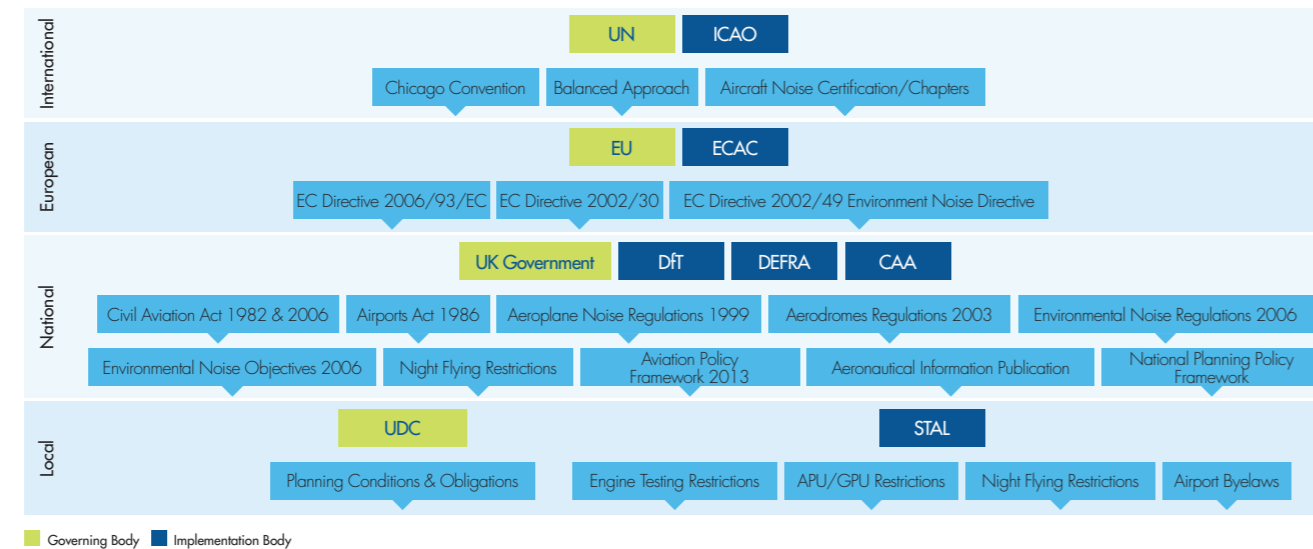 International
UN
ICAO
Chicago Convention
Balanced Approach
Aircraft Noise Certification/Chapters
European
EU
ECAC
EC Directive 2006/93/EC
EC Directive 2002/30
EC Directive 2002/49 Environment Noise Directive
National
UK Government
DfT
DEFRA
CAA
Civil Aviation Act 1982 & 2006
Airports Act 1986
Aeroplane Noise Regulations 1999
Aerodromes Regulations 2003
Environmental Noise Regulations 2006
Environmental Noise Objectives 2006
Night Flying Restrictions
Aviation Policy
Framework 2013
Aeronautical Information Publication
National Planning Policy
Framework
Local
UDC
STAL
Planning Conditions & Obligations
Engine Testing Restrictions
APU/GPU Restrictions
Night Flying Restrictions
Airport Byelaws
Governing Body
Implementation Body